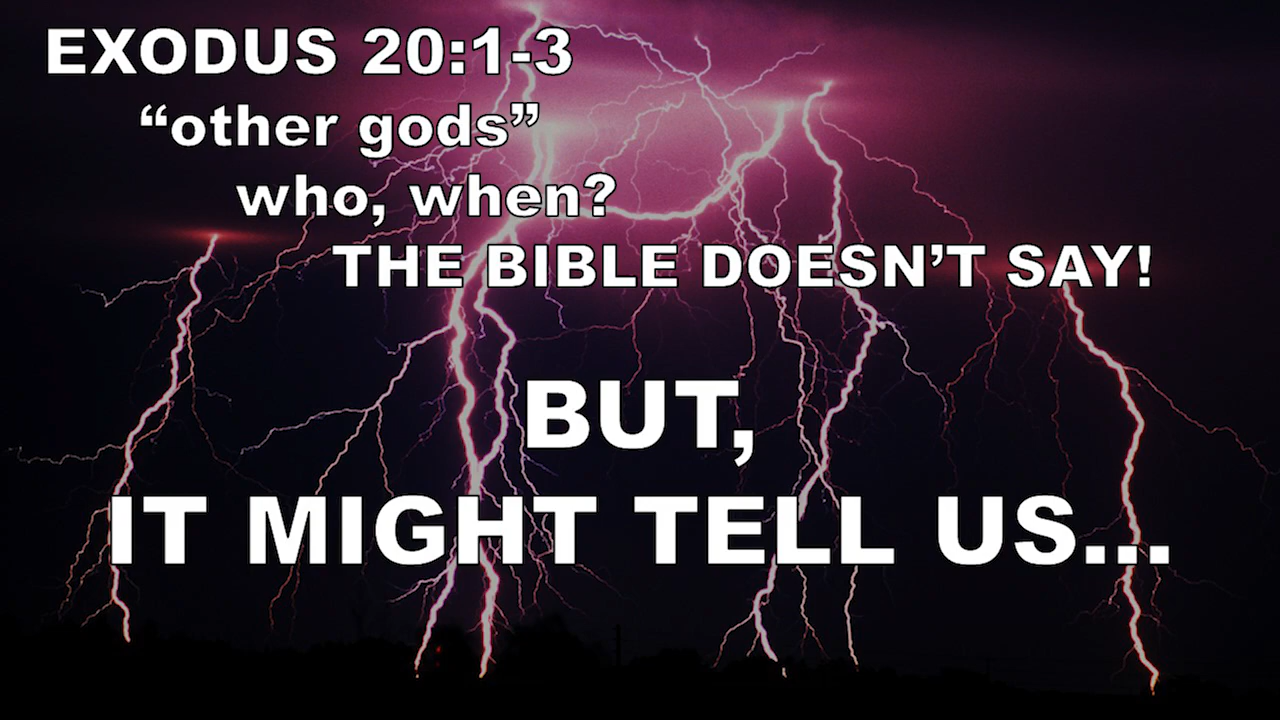 EXODUS 20:1-3
“other gods”
who, when?
THE BIBLE DOESN’T SAY!
BUT,
IT MIGHT TELL US...